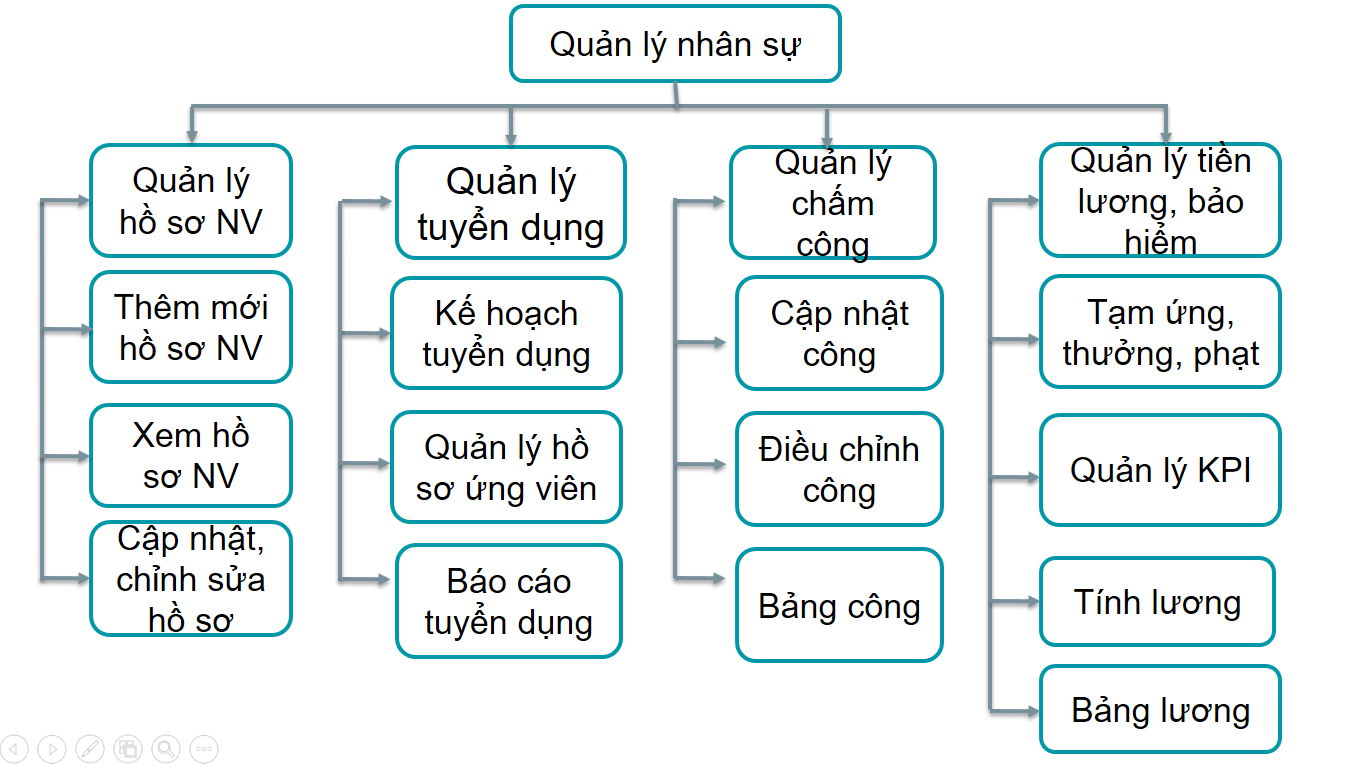 Quản lý nhân sự
Quản lý
hồ sơ NV
Thêm mới
hồ sơ NV
Xem hồ
sơ NV
Cập nhật,
chỉnh sửa
hồ sơ
Quản lý
tuyển dụng
Kế hoạch
tuyển dụng
Quản lý hồ
sơ ứng viên
Báo cáo
tuyển dụng
Quản lý
chấm
công
Cập nhật
công
Điều chỉnh
công
Bảng công
Quản lý tiền
lương, bảo
hiểm
Tạm ứng,
thưởng, phạt
Quản lý KPI
Tính lương
Bảng lương